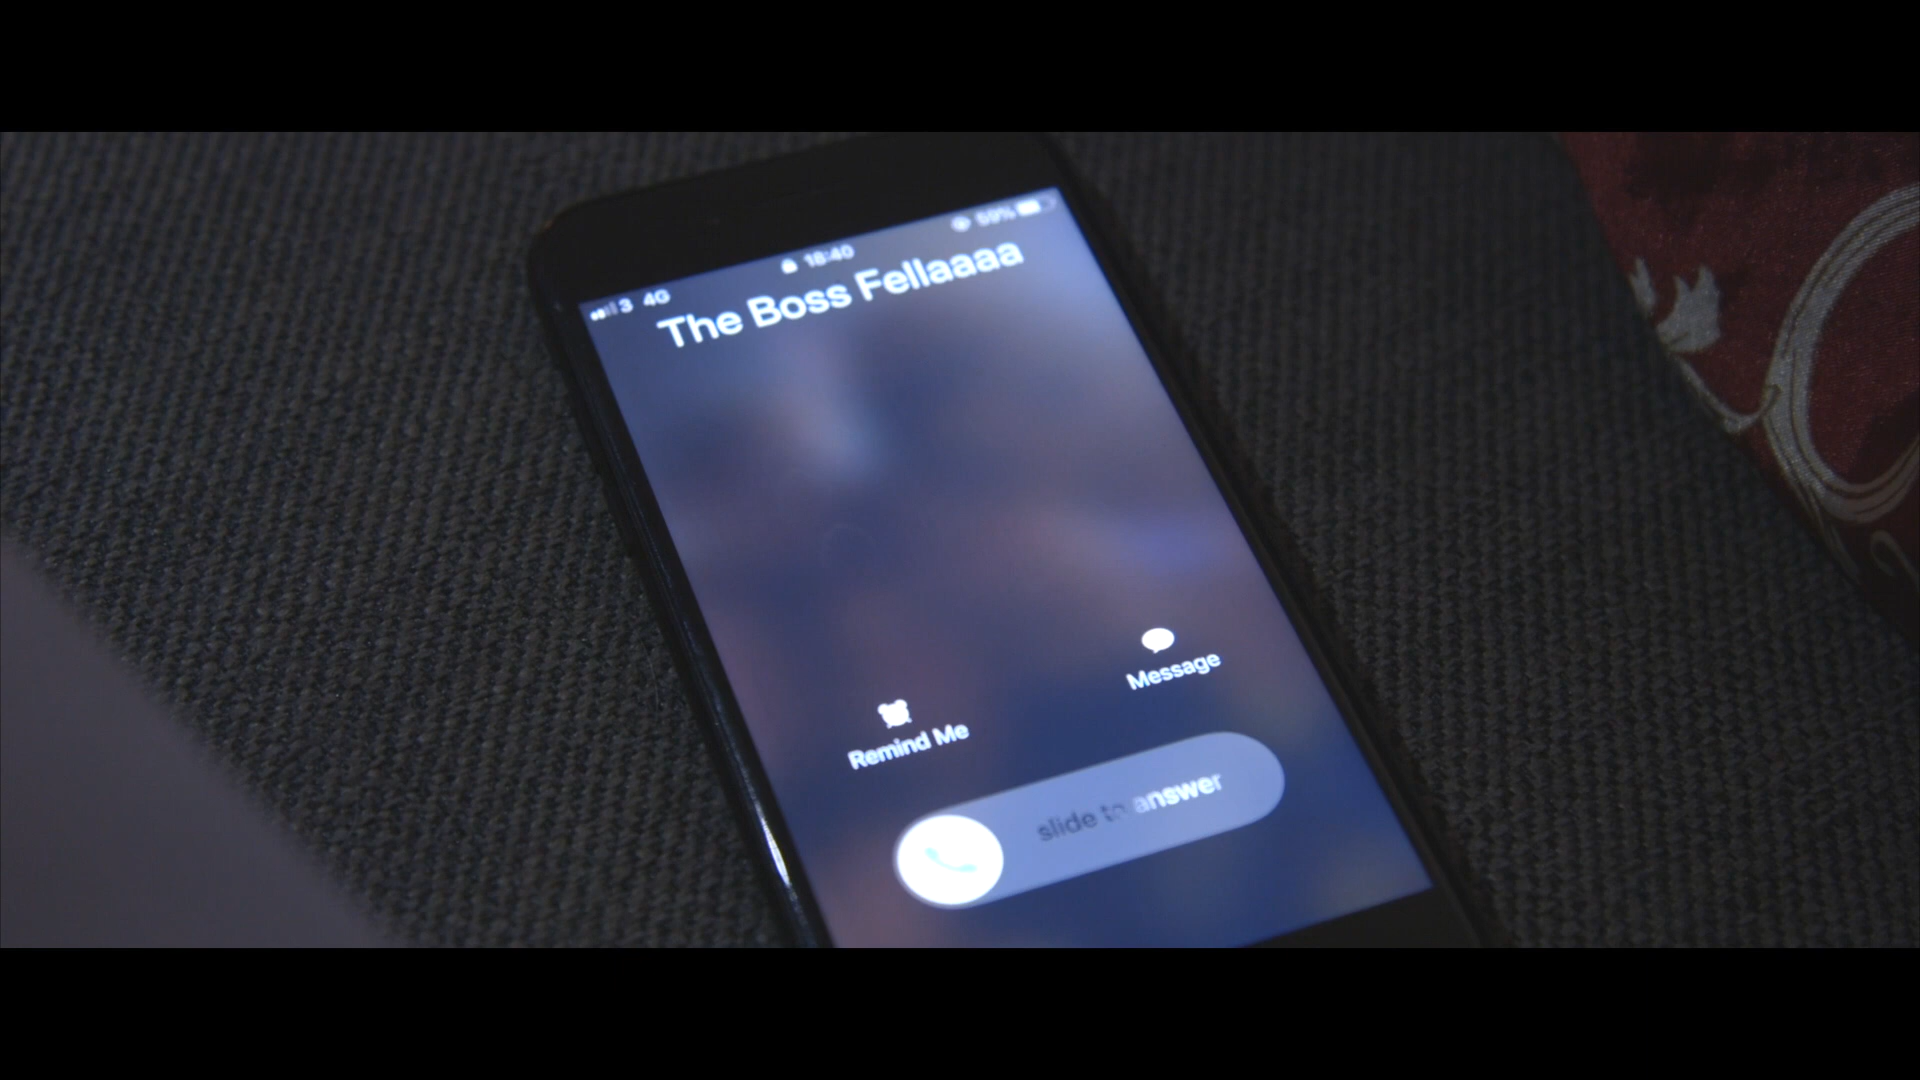 3 4G
18:40
59%
The Boss Fellaaaa
Message
Remind Me
slide to answer